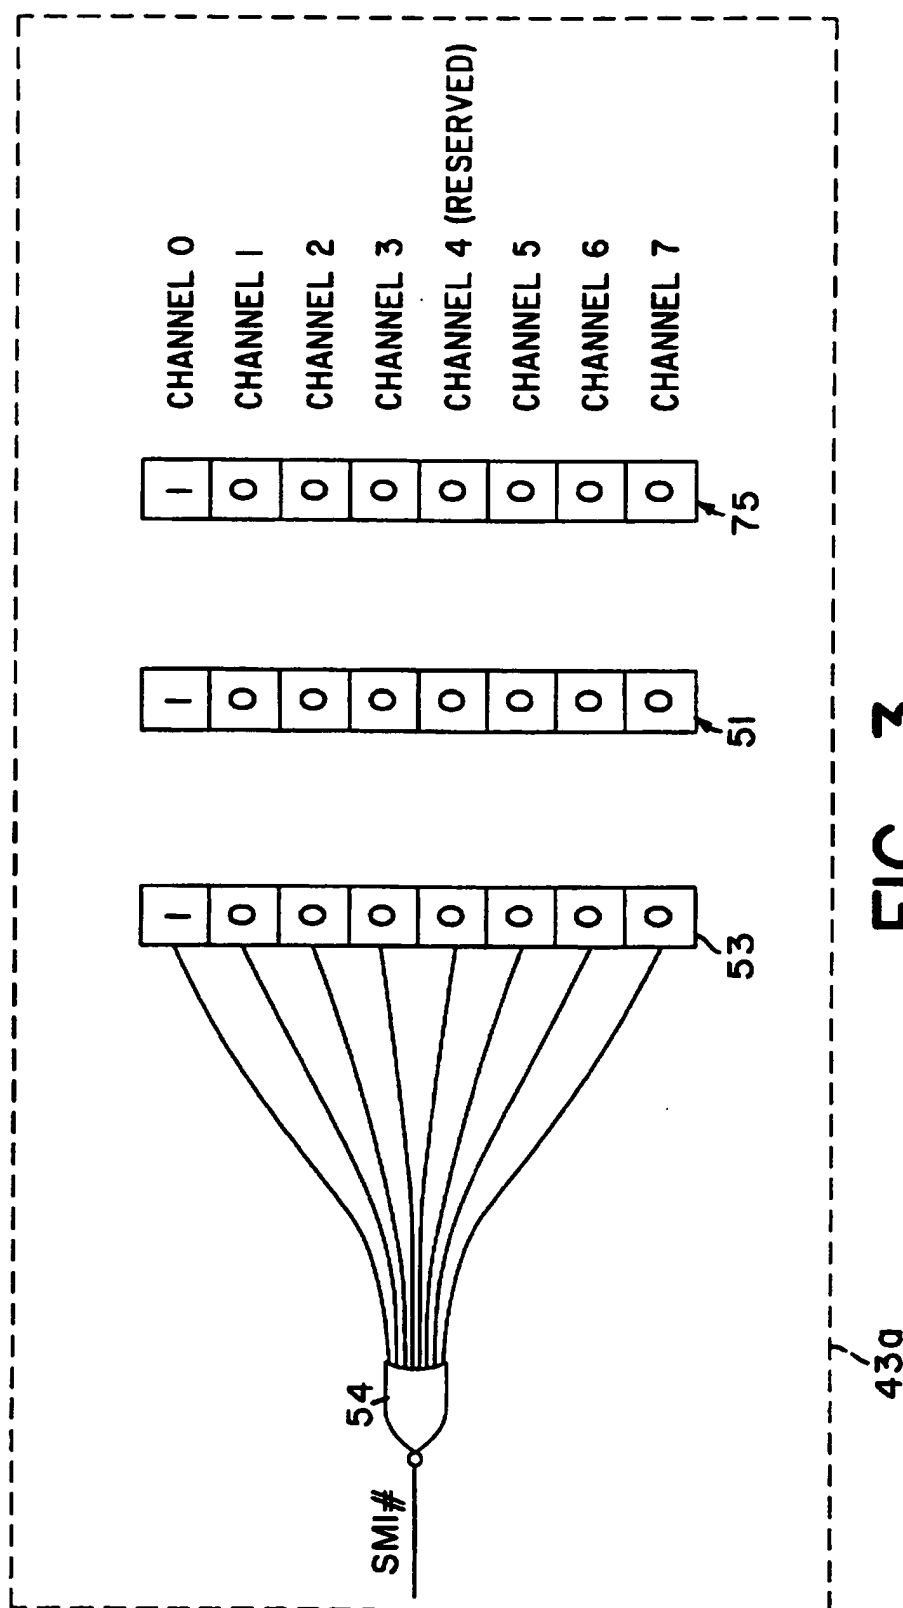 CHANNEL 0
CHANNEL 1
CHANNEL 2
CHANNEL 3
CHANNEL 4 (RESERVED)
CHANNEL 5
CHANNEL 6
CHANNEL 7
1 0 0 0 0 0 0 0
75
1 0 0 0 0 0 0 0
51
1 0 0 0 0 0 0 0
53
54
SMI#
43a
FIG. 3